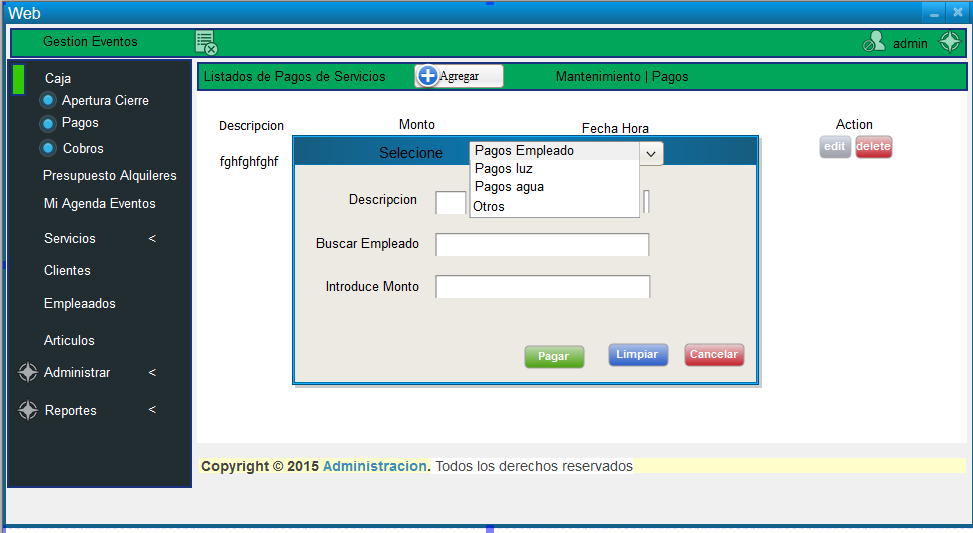 Web
Gestion Eventos
admin
Caja
Apertura Cierre
Pagos
Cobros
Presupuesto Alquileres
Mi Agenda Eventos
Servicios <
Clientes
Empleaados
Articulos
Administrar <
Reportes <
Listados de Pagos de Servicios
Agregar
Mantenimiento | Pagos
Descripcion Monto Fecha Hora Action
fghfghfghf
edit delete
Selecione
Pagos Empleado
Pagos luz
Pagos agua
Otros
Descripcion
Buscar Empleado
Introduce Monto
Pagar Limpiar Cancelar
Copyright © 2015 Administracion. Todos los derechos reservados